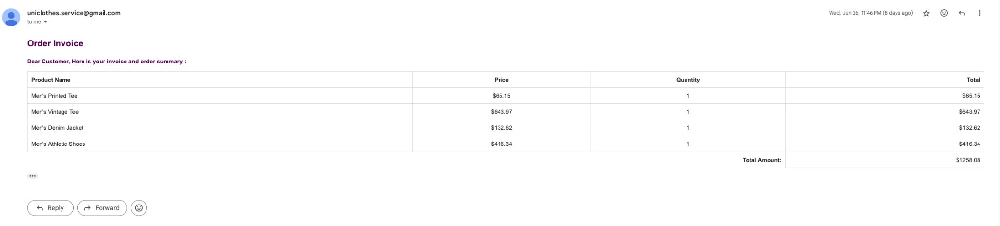 uniclothes.service@gmail.com
Wed, Jun 26, 11:46 PM (8 days ago)
to me
Order Invoice
Dear Customer, Here is your invoice and order summary :
Product Name Price Quantity Total
Men's Printed Tee $65.15 1 $65.15
Men's Vintage Tee $643.97 1 $643.97
Men's Denim Jacket $132.62 1 $132.62
Men's Athletic Shoes $416.34 1 $416.34
Total Amount: $1258.08
Reply Forward